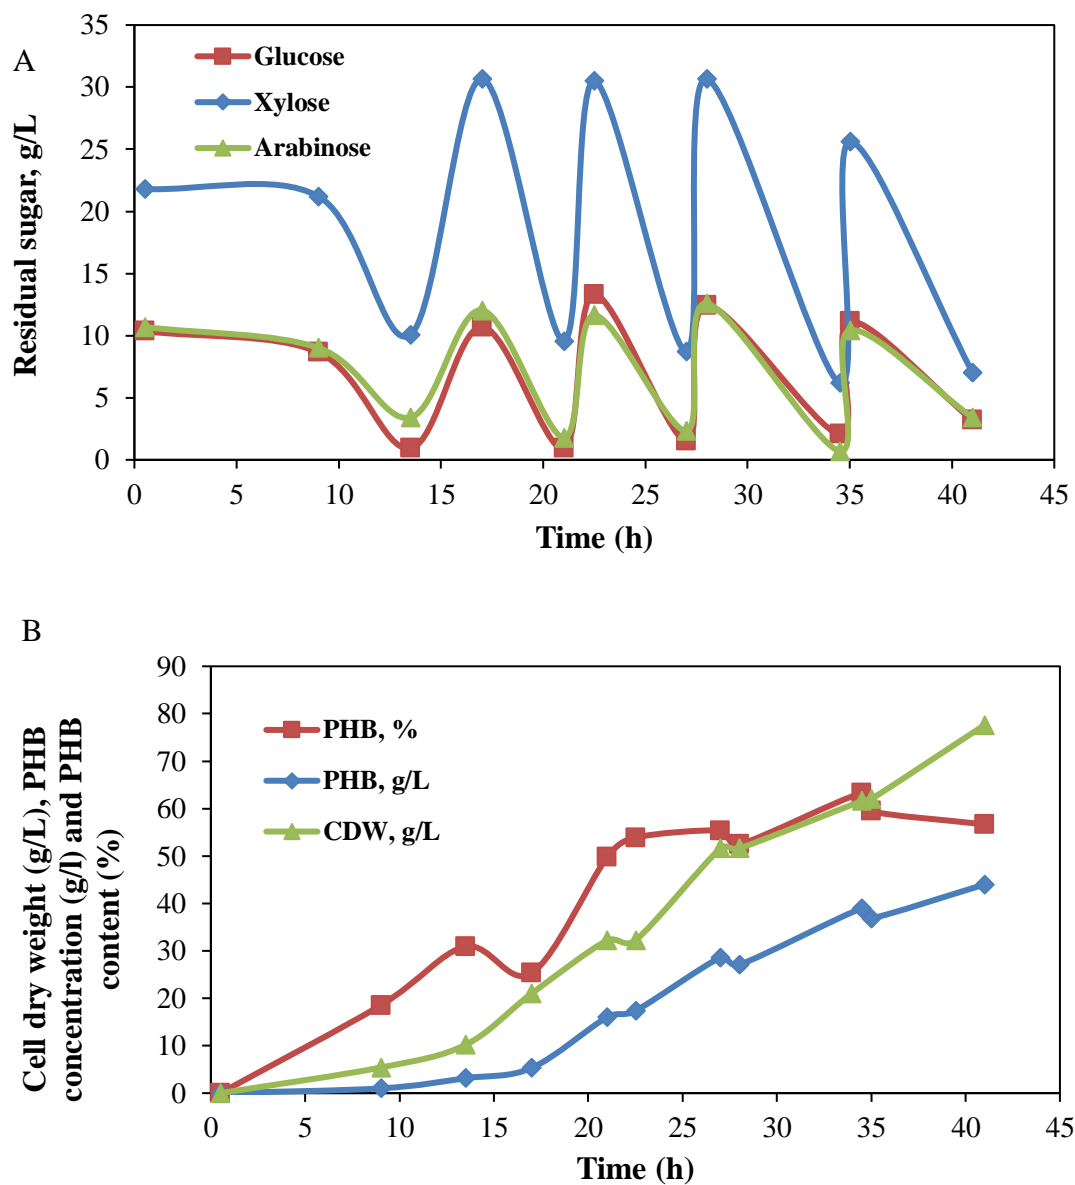 A
Residual sugar, g/L
35
30
25
20
15
10
5
0
Glucose
Xylose
Arabinose
0 5 10 15 20 25 30 35 40 45
Time (h)
B
Cell dry weight (g/L), PHB
concentration (g/l) and PHB
content (%)
90
80
70
60
50
40
30
20
10
0
PHB, %
PHB, g/L
CDW, g/L
0 5 10 15 20 25 30 35 40 45
Time (h)